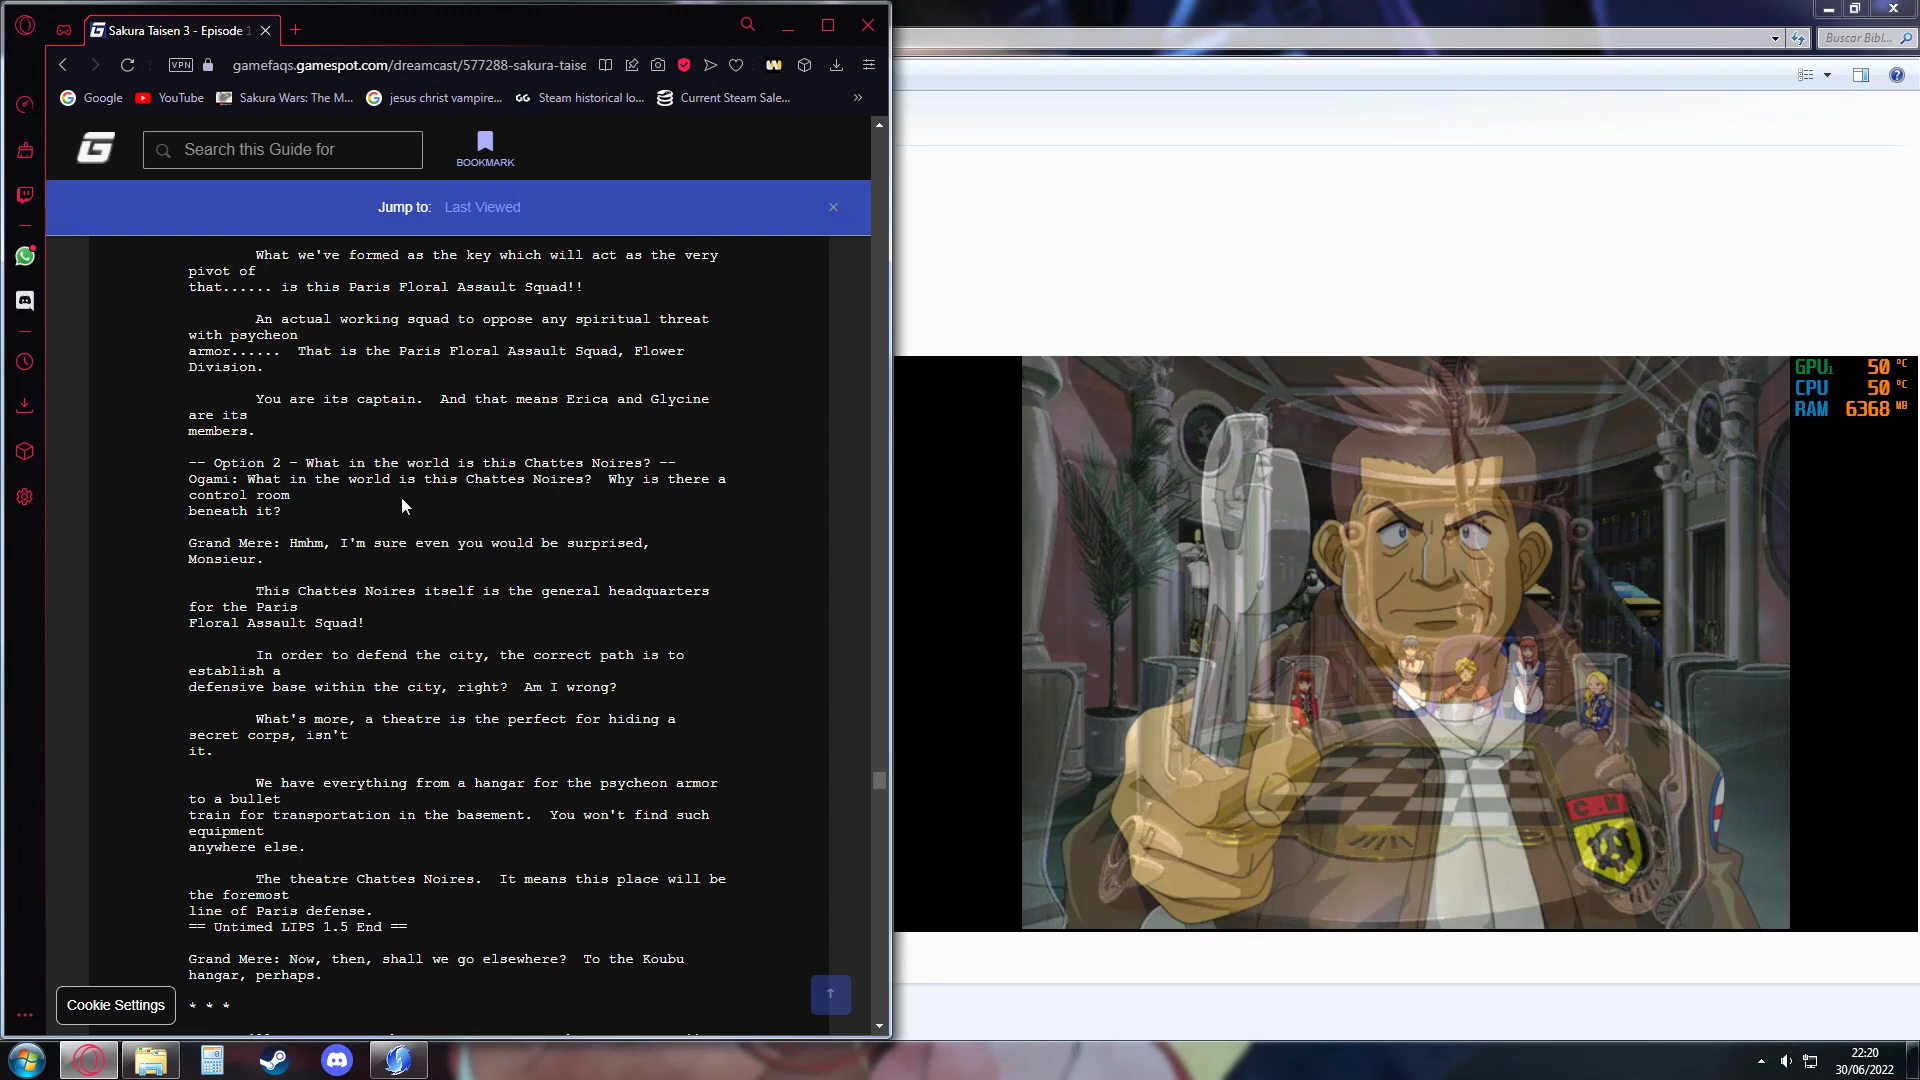 Sakura Taisen 3 - Episode 1
VPN
gamefaqs.gamespot.com/dreamcast/577288-sakura-taise
Buscar Bibl...
Google
YouTube
Sakura Wars: The M...
jesus christ vampire...
GG
Steam historical lo...
Current Steam Sale...
Search this Guide for
BOOKMARK
Jump to: Last Viewed
What we've formed as the key which will act as the very
pivot of
that...... is this Paris Floral Assault Squad!!
An actual working squad to oppose any spiritual threat
with psycheon
armor...... That is the Paris Floral Assault Squad, Flower
Division.
You are its captain. And that means Erica and Glycine
are its
members.
-- Option 2 - What in the world is this Chattes Noires? --
Ogami: What in the world is this Chattes Noires? Why is there a
control room
beneath it?
Grand Mere: Hmhm, I'm sure even you would be surprised,
Monsieur.
This Chattes Noires itself is the general headquarters
for the Paris
Floral Assault Squad!
In order to defend the city, the correct path is to
establish a
defensive base within the city, right? Am I wrong?
What's more, a theatre is the perfect for hiding a
secret corps, isn't
it.
We have everything from a hangar for the psycheon armor
to a bullet
train for transportation in the basement. You won't find such
equipment
anywhere else.
The theatre Chattes Noires. It means this place will be
the foremost
line of Paris defense.
== Untimed LIPS 1.5 End ==
Grand Mere: Now, then, shall we go elsewhere? To the Koubu
hangar, perhaps.
* * *
Cookie Settings
GPU1 50 °C
CPU 50 °C
RAM 6368 MB
C.M
22:20
30/06/2022